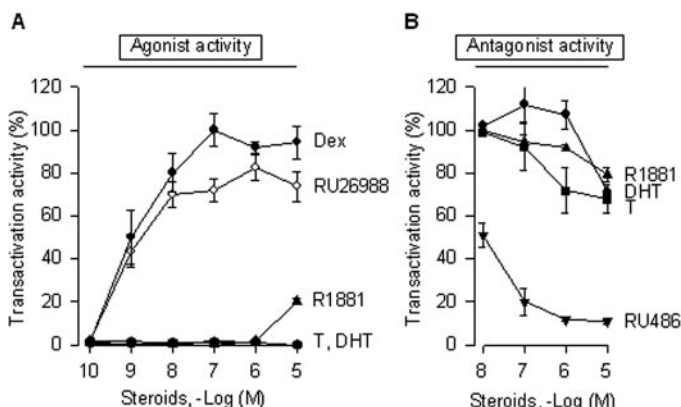 A
Agonist activity
Transactivation activity (%)
120
100
80
60
40
20
0
Dex
RU26988
R1881
T, DHT
10 9 8 7 6 5
Steroids, -Log (M)
B
Antagonist activity
Transactivation activity (%)
120
100
80
60
40
20
0
R1881
DHT
T
RU486
8 7 6 5
Steroids, -Log (M)